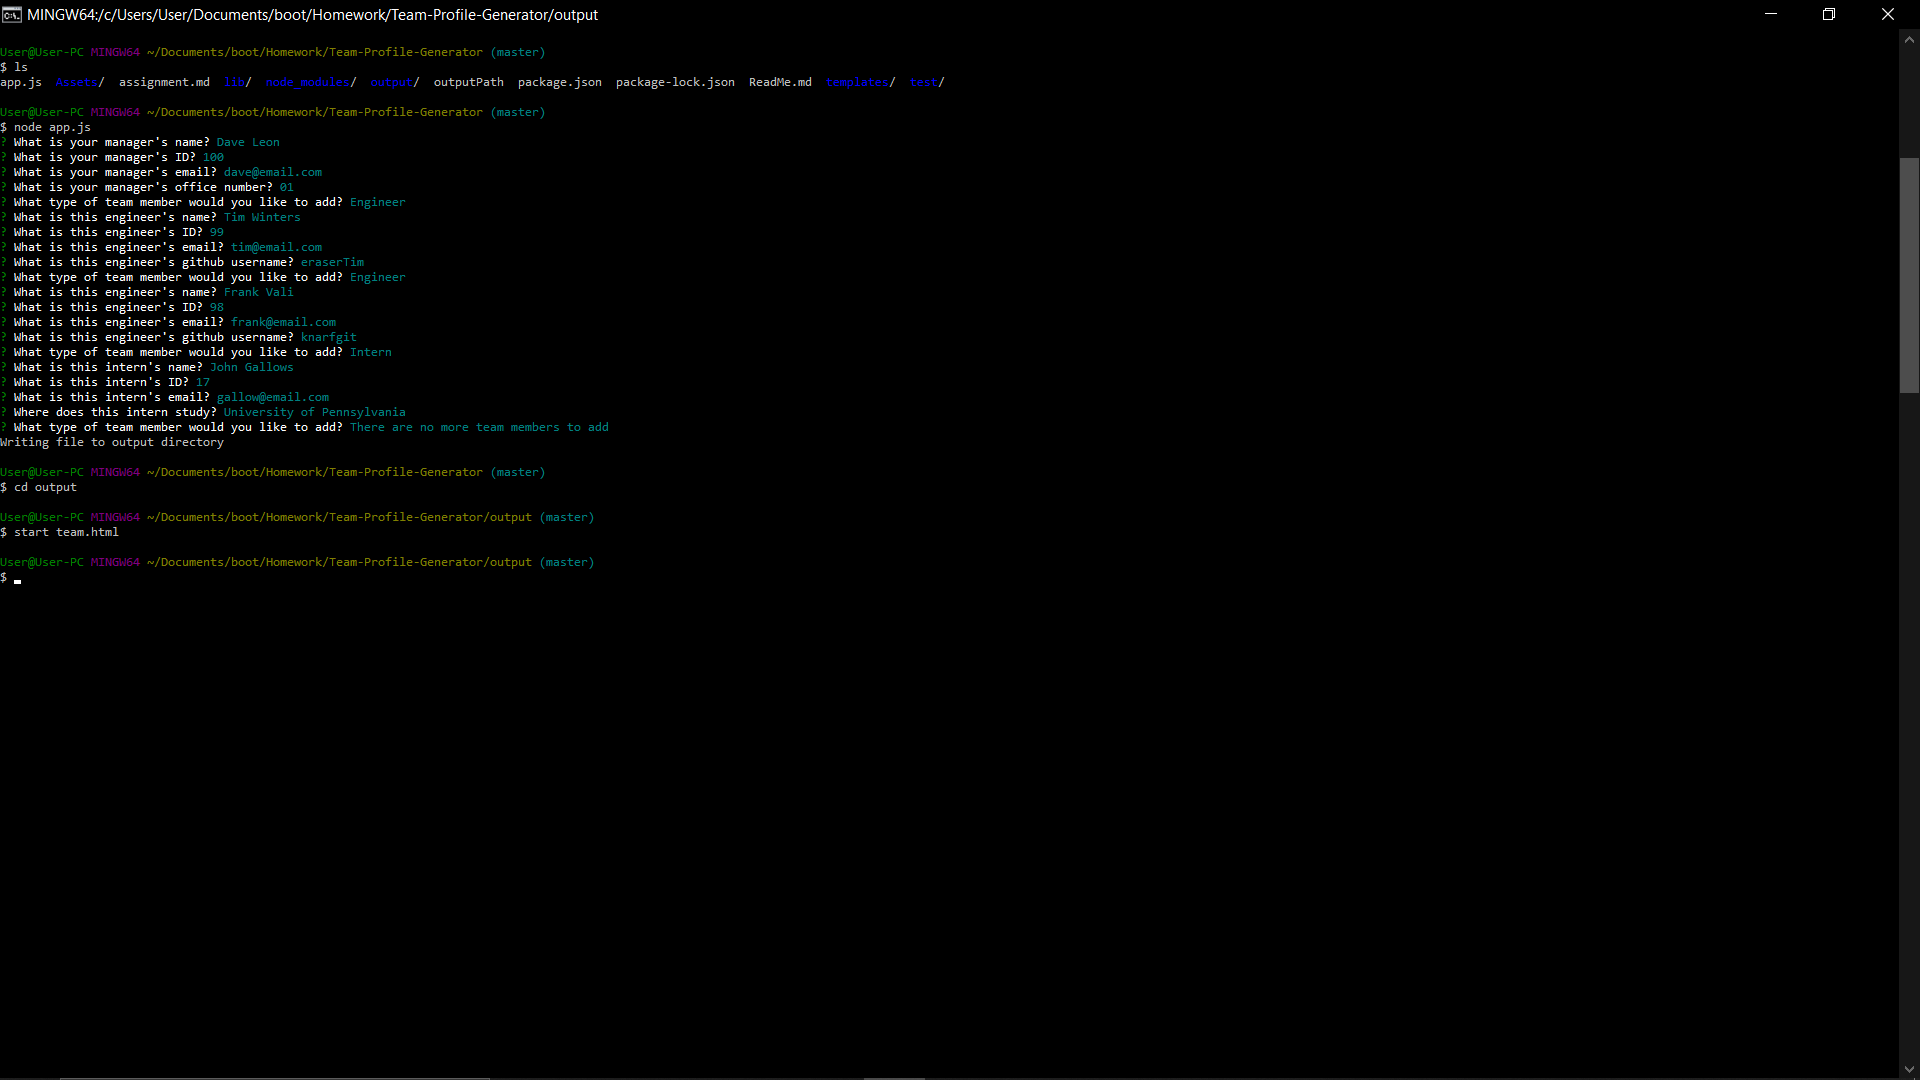 MINGW64:/c/Users/User/Documents/boot/Homework/Team-Profile-Generator/output
User@User-PC MINGW64 ~/Documents/boot/Homework/Team-Profile-Generator (master)
$ ls
app.js  Assets/  assignment.md  lib/  node_modules/  output/  outputPath  package.json  package-lock.json  ReadMe.md  templates/  test/
User@User-PC MINGW64 ~/Documents/boot/Homework/Team-Profile-Generator (master)
$ node app.js
? What is your manager's name? Dave Leon
? What is your manager's ID? 100
? What is your manager's email? dave@email.com
? What is your manager's office number? 01
? What type of team member would you like to add? Engineer
? What is this engineer's name? Tim Winters
? What is this engineer's ID? 99
? What is this engineer's email? tim@email.com
? What is this engineer's github username? eraserTim
? What type of team member would you like to add? Engineer
? What is this engineer's name? Frank Vali
? What is this engineer's ID? 98
? What is this engineer's email? frank@email.com
? What is this engineer's github username? knarfgit
? What type of team member would you like to add? Intern
? What is this intern's name? John Gallows
? What is this intern's ID? 17
? What is this intern's email? gallow@email.com
? Where does this intern study? University of Pennsylvania
? What type of team member would you like to add? There are no more team members to add
Writing file to output directory
User@User-PC MINGW64 ~/Documents/boot/Homework/Team-Profile-Generator (master)
$ cd output
User@User-PC MINGW64 ~/Documents/boot/Homework/Team-Profile-Generator/output (master)
$ start team.html
User@User-PC MINGW64 ~/Documents/boot/Homework/Team-Profile-Generator/output (master)
$